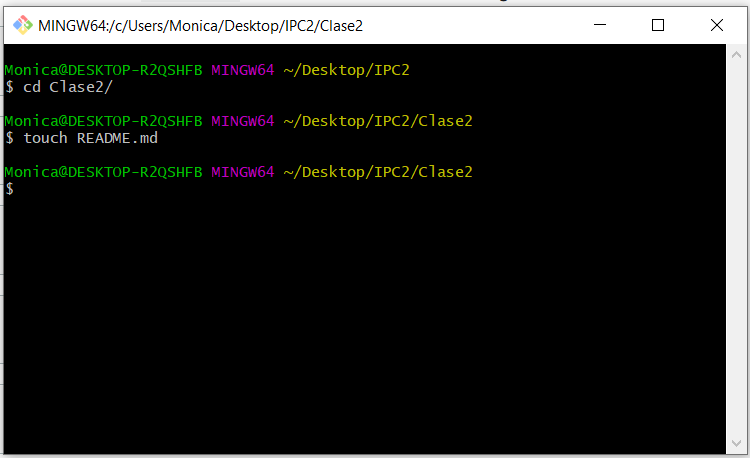 MINGW64:/c/Users/Monica/Desktop/IPC2/Clase2
Monica@DESKTOP-R2QSHFB MINGW64 ~/Desktop/IPC2
$ cd Clase2/
Monica@DESKTOP-R2QSHFB MINGW64 ~/Desktop/IPC2/Clase2
$ touch README.md
Monica@DESKTOP-R2QSHFB MINGW64 ~/Desktop/IPC2/Clase2
$